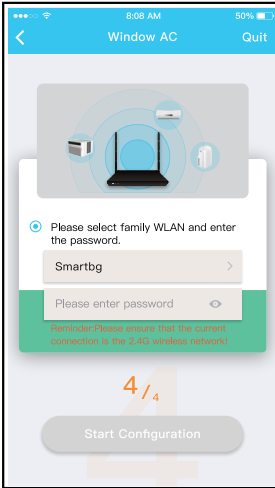 8:08 AM
50%
Window AC
Quit
Please select family WLAN and enter
the password.
Smartbg
Please enter password
Reminder:Please ensure that the current
connection is the 2.4G wireless network!
4/4
4
Start Configuration